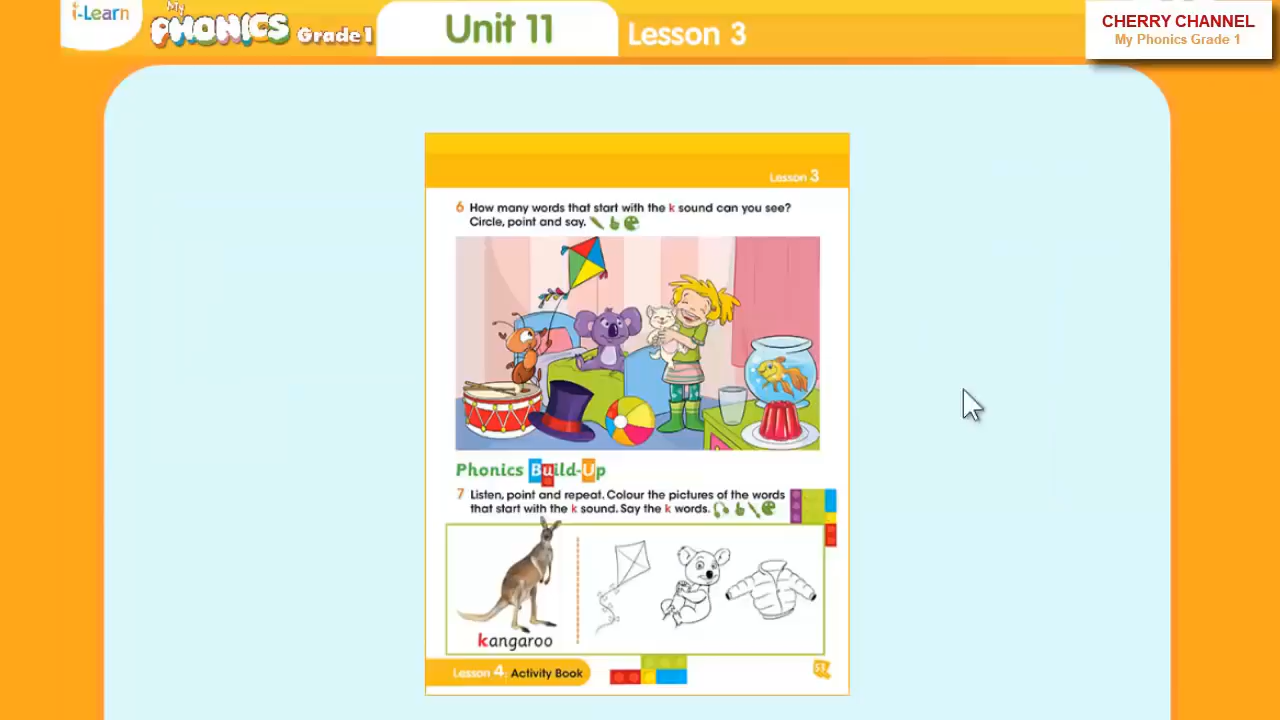 i-Learn
My
PHONICS Grade 1
Unit 11
Lesson 3
CHERRY CHANNEL
My Phonics Grade 1
Lesson 3
6 How many words that start with the k sound can you see?
Circle, point and say.
Phonics Build-Up
7 Listen, point and repeat. Colour the pictures of the words
that start with the k sound. Say the k words.
kangaroo
Lesson 4 Activity Book